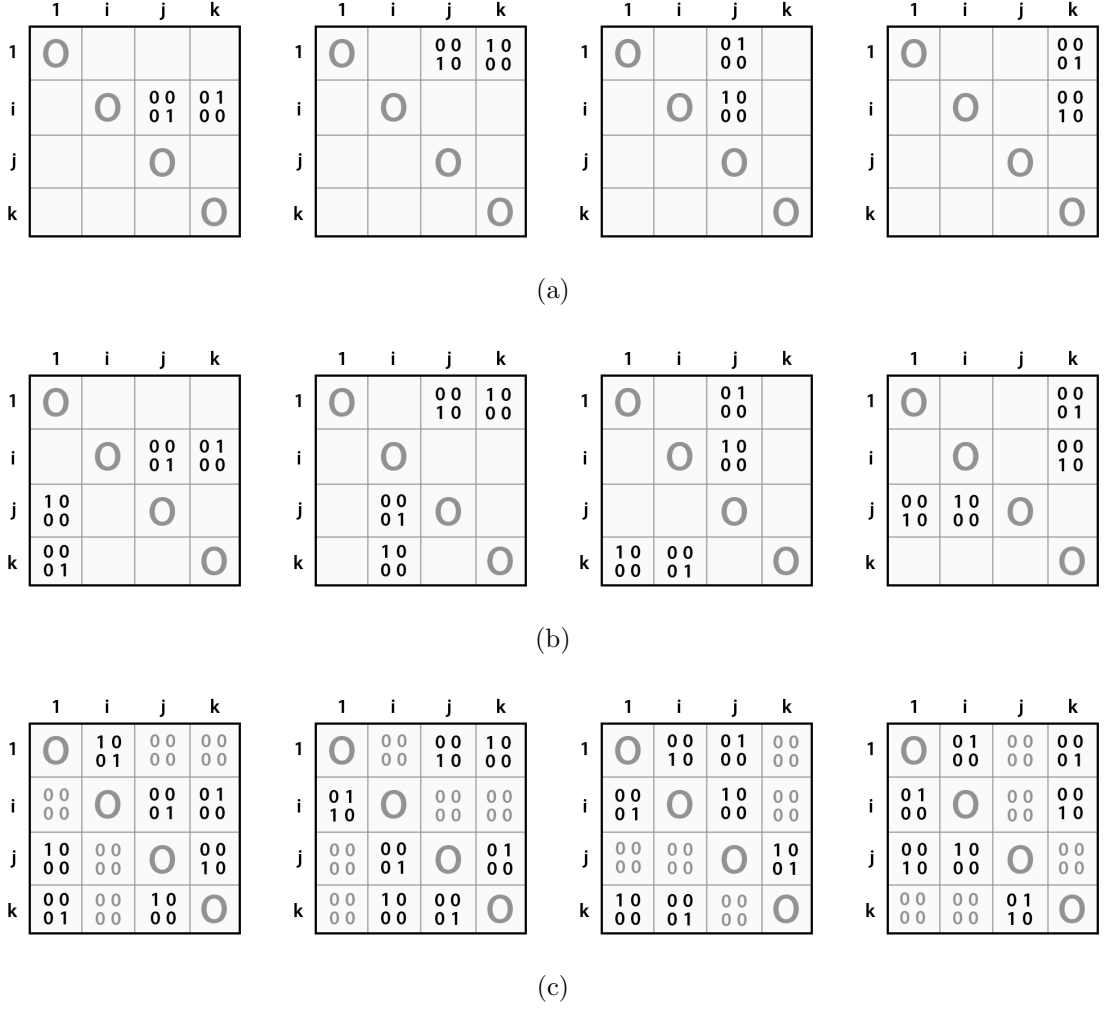 1 i j k 1 i j k 1 i j k 1 i j k
1 O 1 O 0 0 1 0 1 O 0 1 1 O 0 0
1 0 0 0 0 0 0 1
i O 0 0 0 1 i O i O 1 0 i O 0 0
0 1 0 0 0 0 1 0
j O j O j O j O
k O k O k O k O
(a)
1 i j k 1 i j k 1 i j k 1 i j k
1 O 1 O 0 0 1 0 1 O 0 1 1 O 0 0
1 0 0 0 0 0 0 1
i O 0 0 0 1 i O i O 1 0 i O 0 0
0 1 0 0 0 0 1 0
j 1 0 O j 0 0 O j O j 0 0 1 0 O
0 0 0 1 1 0 0 0
k 0 0 O k 1 0 O k 1 0 0 0 O k O
0 1 0 0 0 0 0 1
(b)
1 i j k 1 i j k 1 i j k 1 i j k
1 O 1 0 0 0 0 0 1 O 0 0 0 0 1 0 1 O 0 0 0 1 0 0 1 O 0 1 0 0 0 0
0 1 0 0 0 0 0 0 1 0 0 0 1 0 0 0 0 0 0 0 0 0 0 1
i 0 0 O 0 0 0 1 i 0 1 O 0 0 0 0 i 0 0 O 1 0 0 0 i 0 1 O 0 0 0 0
0 0 0 1 0 0 1 0 0 0 0 0 0 1 0 0 0 0 0 0 0 0 1 0
j 1 0 0 0 O 0 0 j 0 0 0 0 O 0 1 j 0 0 0 0 O 1 0 j 0 0 1 0 O 0 0
0 0 0 0 1 0 0 0 0 1 0 0 0 0 0 0 0 1 1 0 0 0 0 0
k 0 0 0 0 1 0 O k 0 0 1 0 0 0 O k 1 0 0 0 0 0 O k 0 0 0 0 0 1 O
0 1 0 0 0 0 0 0 0 0 0 1 0 0 0 1 0 0 0 0 0 0 1 0
(c)